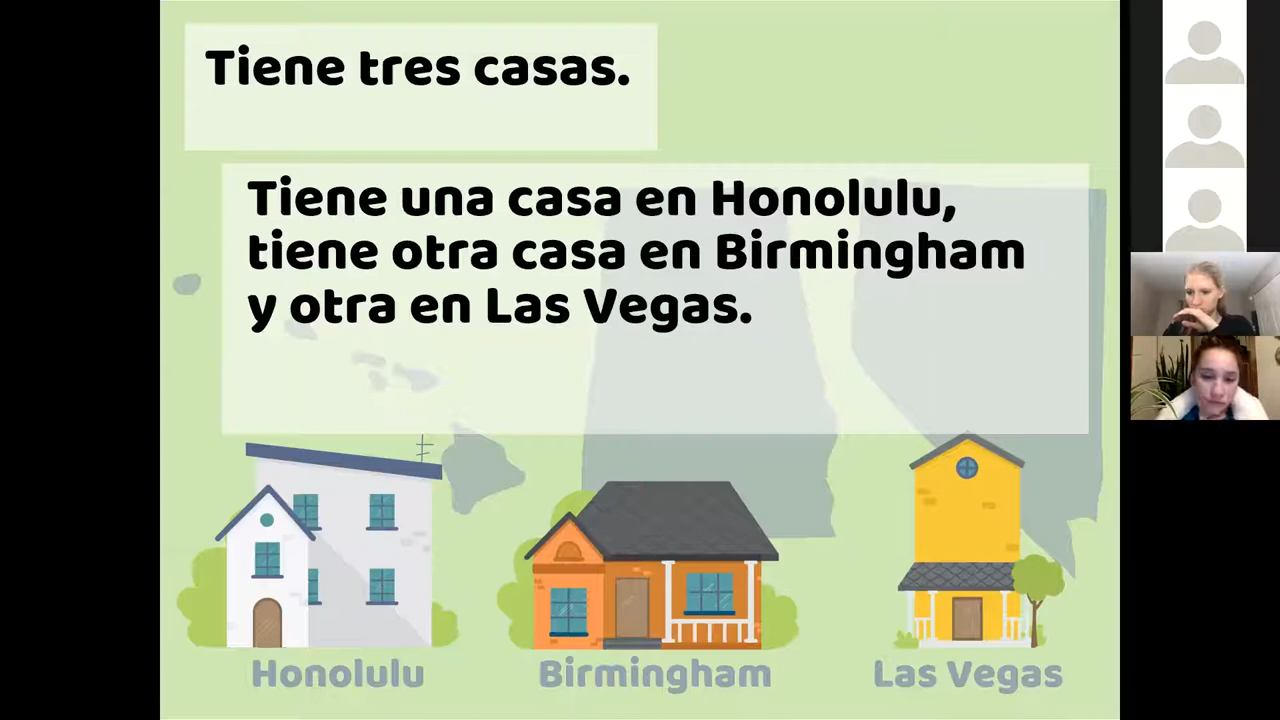 Tiene tres casas.
Tiene una casa en Honolulu,
tiene otra casa en Birmingham
y otra en Las Vegas.
Honolulu
Birmingham
Las Vegas